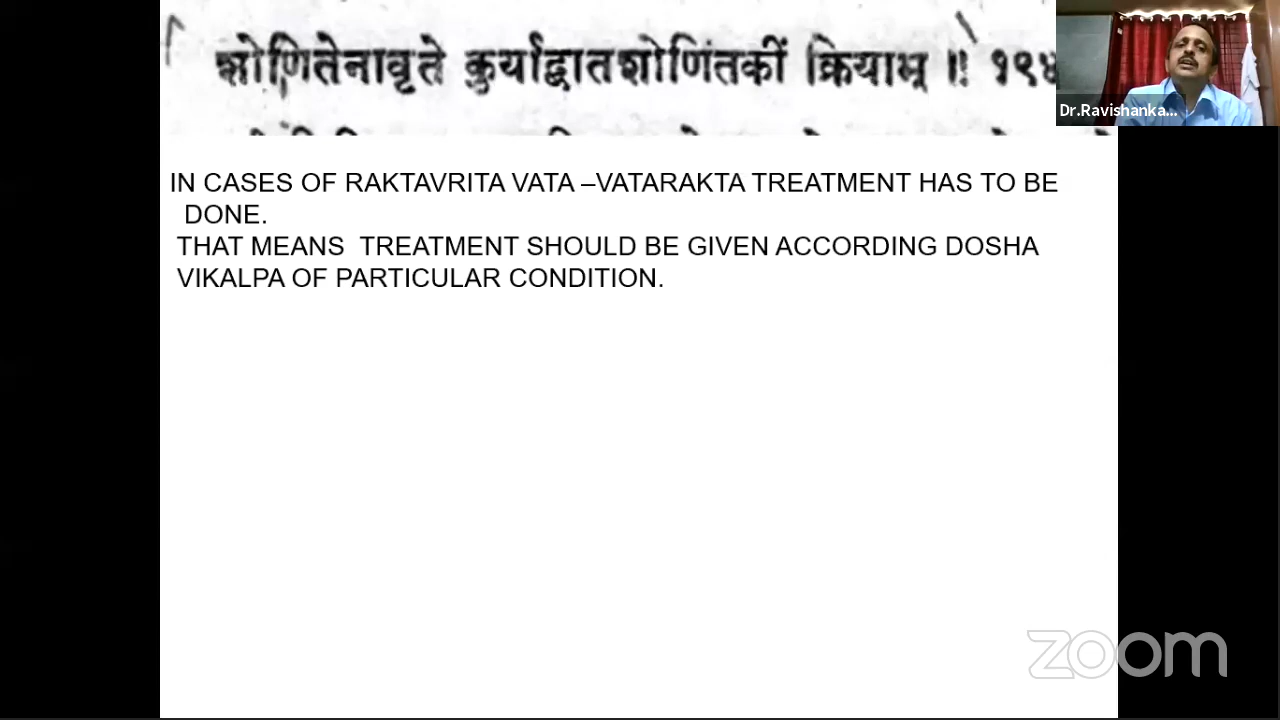 शोणितेनावृते कुर्याद्वातशोणितकीं क्रियाम् ॥ १९४
Dr.Ravishanka...
IN CASES OF RAKTAVRITA VATA –VATARAKTA TREATMENT HAS TO BE
DONE.
THAT MEANS TREATMENT SHOULD BE GIVEN ACCORDING DOSHA
VIKALPA OF PARTICULAR CONDITION.
zoom